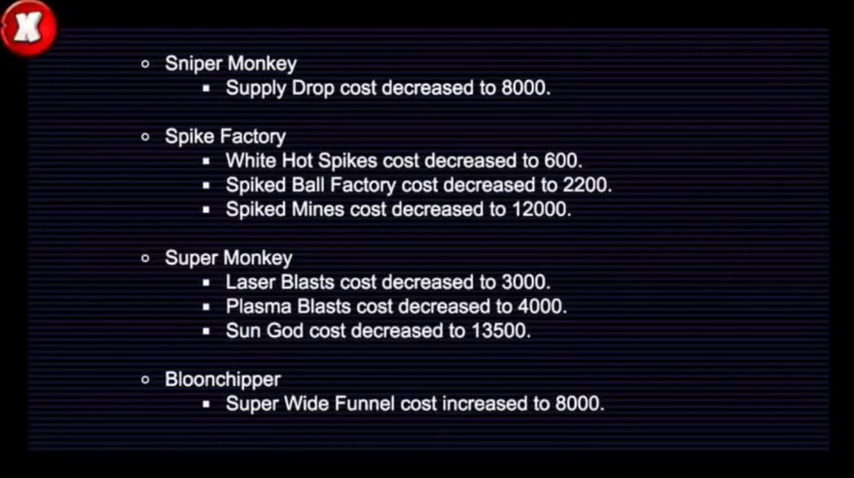 X
Sniper Monkey
Supply Drop cost decreased to 8000.
Spike Factory
White Hot Spikes cost decreased to 600.
Spiked Ball Factory cost decreased to 2200.
Spiked Mines cost decreased to 12000.
Super Monkey
Laser Blasts cost decreased to 3000.
Plasma Blasts cost decreased to 4000.
Sun God cost decreased to 13500.
Bloonchipper
Super Wide Funnel cost increased to 8000.